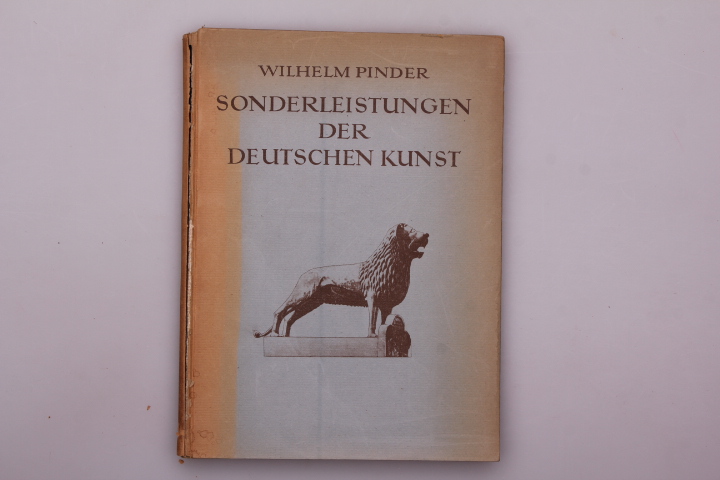 WILHELM PINDER
SONDERLEISTUNGEN
DER
DEUTSCHEN KUNST